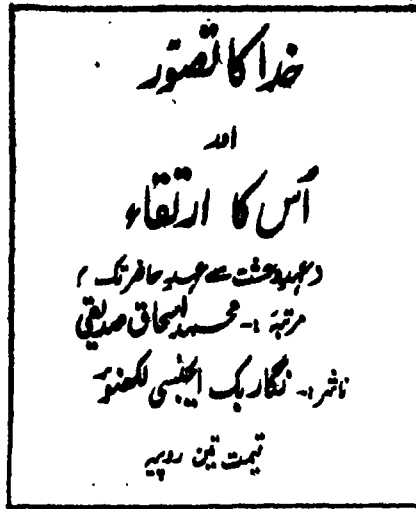 خدا کا تصوّر
اور
اُس کا ارتقاء
(عہدِ وحشت سے عہدِ حاضر تک)
مرتبہ :- محمد اسحاق صدیقی
ناشر :- نگار بک ایجنسی لکھنؤ
قیمت تین روپیہ